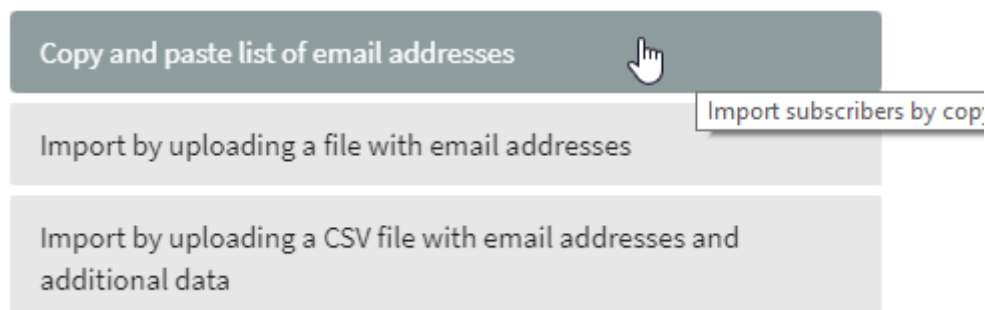 Copy and paste list of email addresses
Import subscribers by
Import by uploading a file with email addresses
Import by uploading a CSV file with email addresses and
additional data